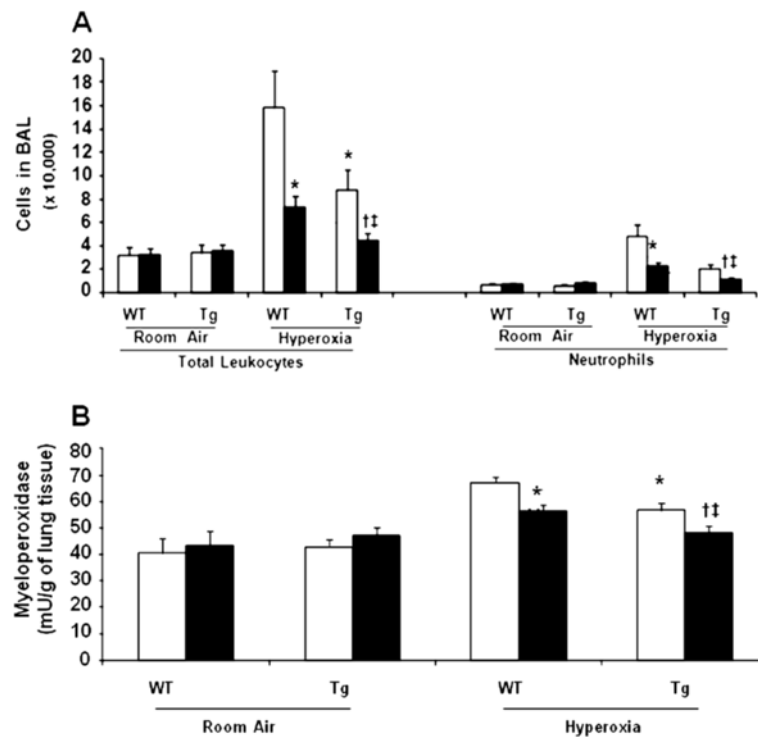 A
Cells in BAL
(x 10,000)
20
18
16
14
12
10
8
6
4
2
0
*
*
†‡
*
†‡
WT Tg WT Tg WT Tg WT Tg
Room Air Hyperoxia Room Air Hyperoxia
Total Leukocytes Neutrophils
B
Myeloperoxidase
(mU/g of lung tissue)
80
70
60
50
40
30
20
10
0
*
*
†‡
WT Tg WT Tg
Room Air Hyperoxia